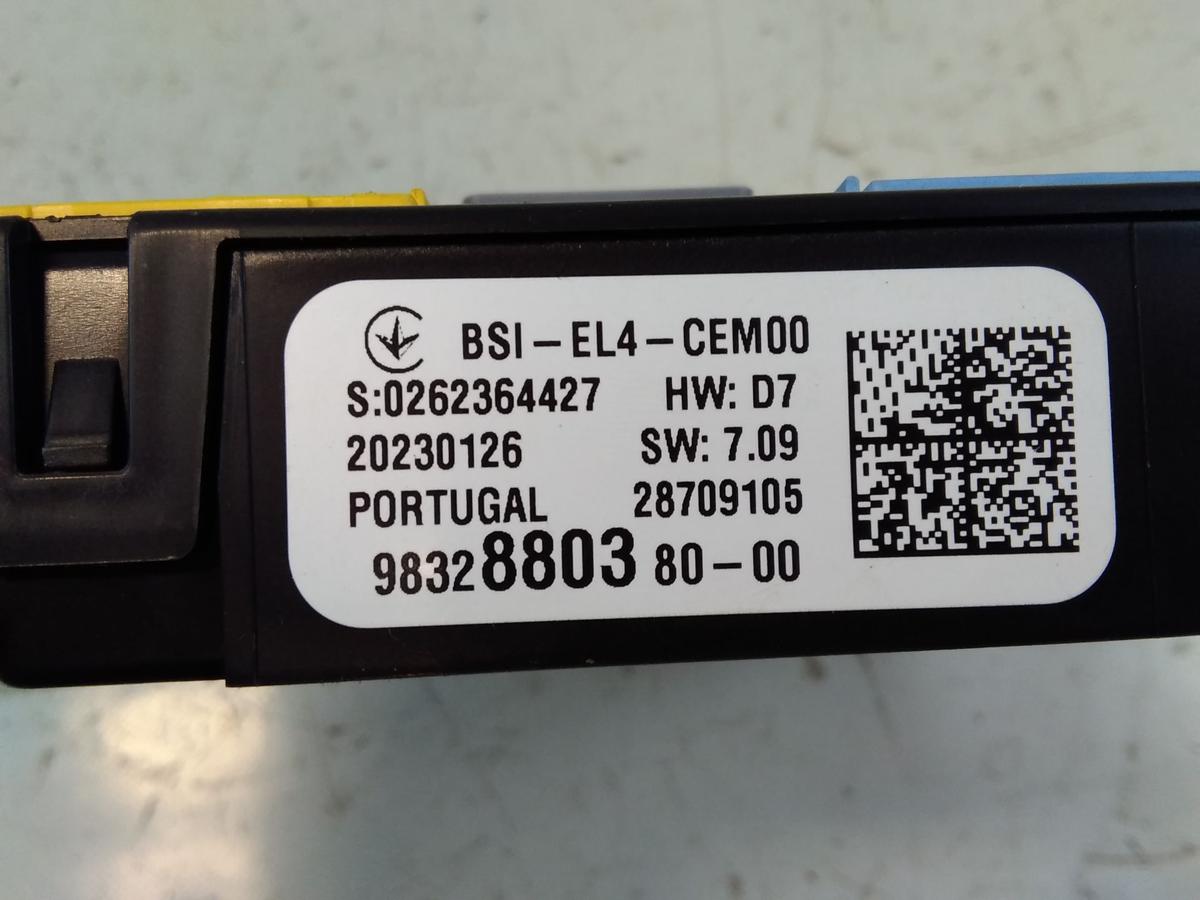 BSI-EL4-CEM00
S:0262364427 HW: D7
20230126 SW: 7.09
PORTUGAL 28709105
98328803 80-00